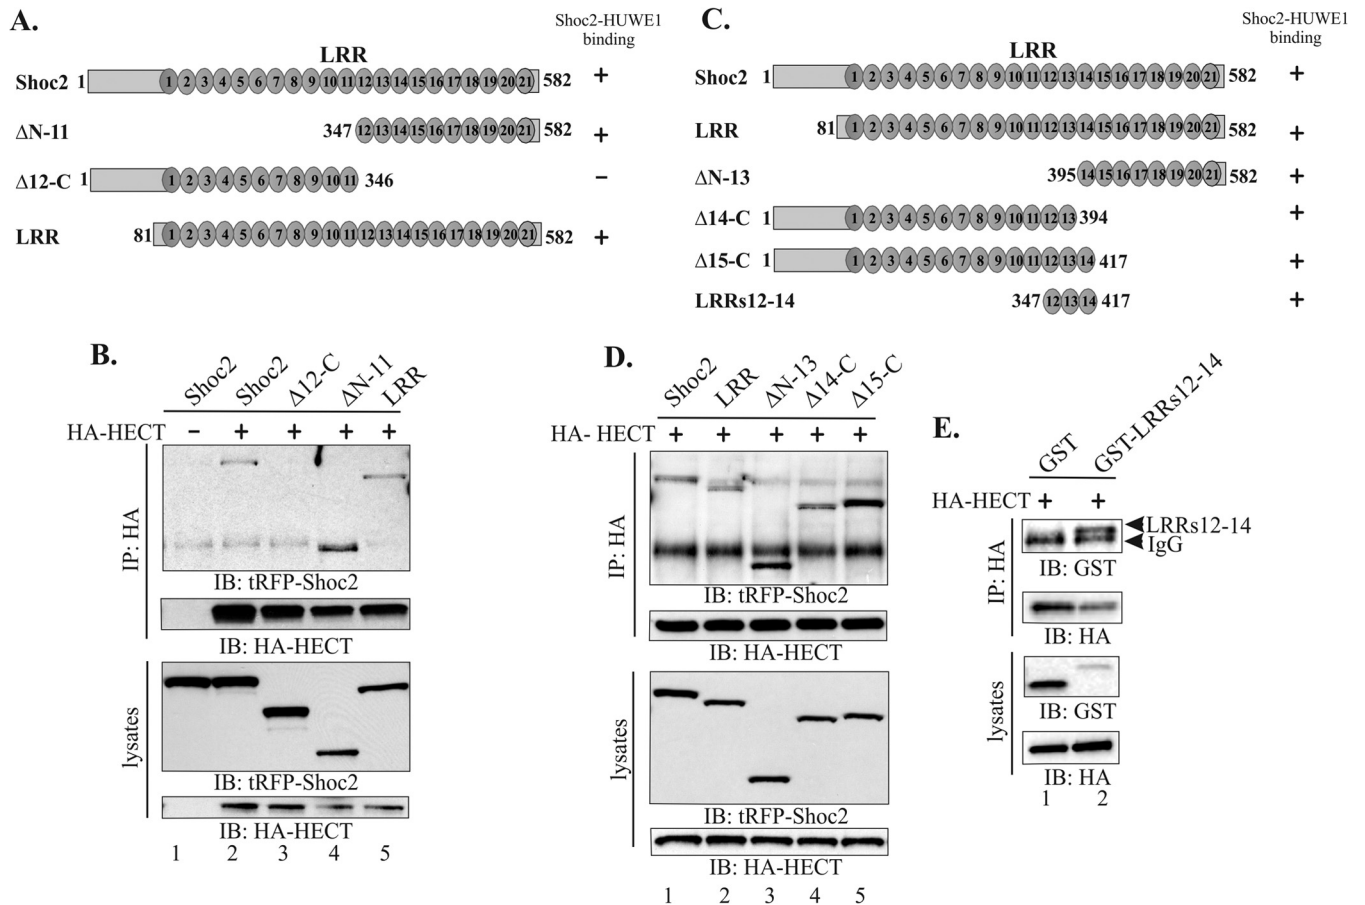 A.
Shoc2-HUWE1
binding
LRR
Shoc2 1 1 2 3 4 5 6 7 8 9 10 11 12 13 14 15 16 17 18 19 20 21 582 +
ΔN-11 347 12 13 14 15 16 17 18 19 20 21 582 +
Δ12-C 1 1 2 3 4 5 6 7 8 9 10 11 346 −
LRR 81 1 2 3 4 5 6 7 8 9 10 11 12 13 14 15 16 17 18 19 20 21 582 +
C.
Shoc2-HUWE1
binding
LRR
Shoc2 1 1 2 3 4 5 6 7 8 9 10 11 12 13 14 15 16 17 18 19 20 21 582 +
LRR 81 1 2 3 4 5 6 7 8 9 10 11 12 13 14 15 16 17 18 19 20 21 582 +
ΔN-13 395 14 15 16 17 18 19 20 21 582 +
Δ14-C 1 1 2 3 4 5 6 7 8 9 10 11 12 13 394 +
Δ15-C 1 1 2 3 4 5 6 7 8 9 10 11 12 13 14 417 +
LRRs12-14 347 12 13 14 417 +
B.
Shoc2 Shoc2 Δ12-C ΔN-11 LRR
HA-HECT − + + + +
IP: HA
IB: tRFP-Shoc2
IB: HA-HECT
lysates
IB: tRFP-Shoc2
IB: HA-HECT
1 2 3 4 5
D.
Shoc2 LRR ΔN-13 Δ14-C Δ15-C
HA- HECT + + + + +
IP: HA
IB: tRFP-Shoc2
IB: HA-HECT
lysates
IB: tRFP-Shoc2
IB: HA-HECT
1 2 3 4 5
E.
GST GST-LRRs12-14
HA-HECT + +
IP: HA
LRRs12-14
IgG
IB: GST
IB: HA
lysates
IB: GST
IB: HA
1 2